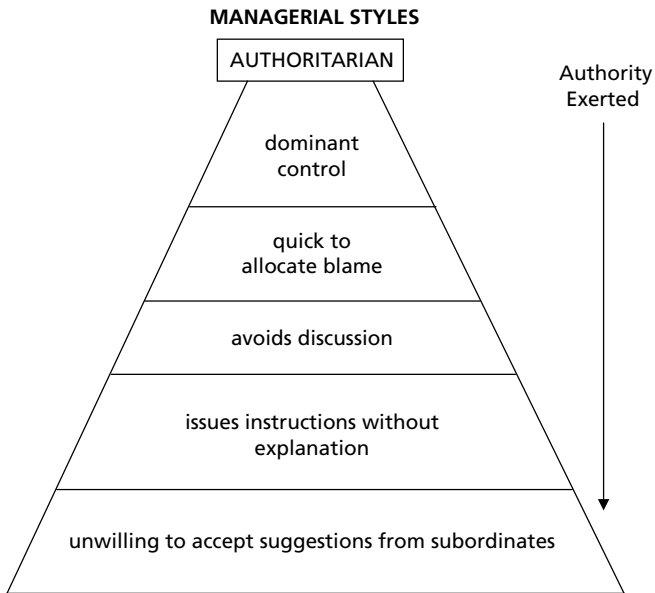 MANAGERIAL STYLES
AUTHORITARIAN
Authority
Exerted
dominant
control
quick to
allocate blame
avoids discussion
issues instructions without
explanation
unwilling to accept suggestions from subordinates